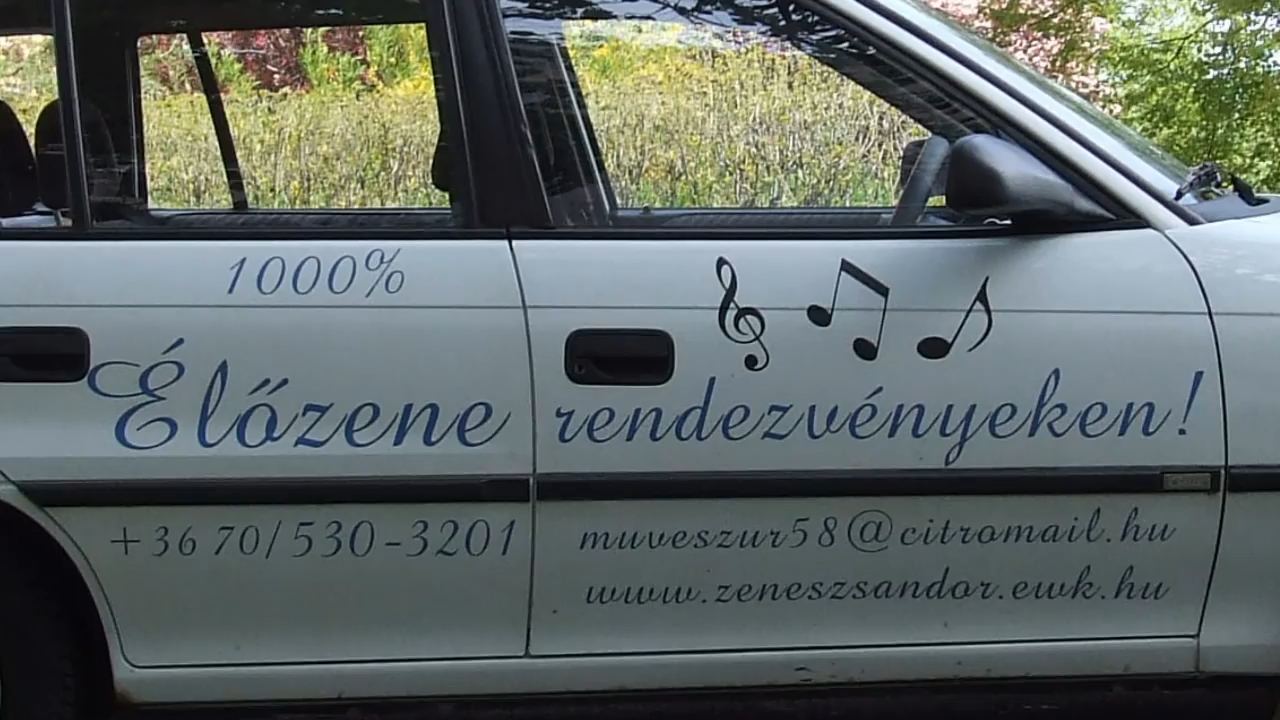 1000%
Élőzene rendezvényeken!
+36 70/530-3201
muveszur58@citromail.hu
www.zeneszsandor.ewk.hu